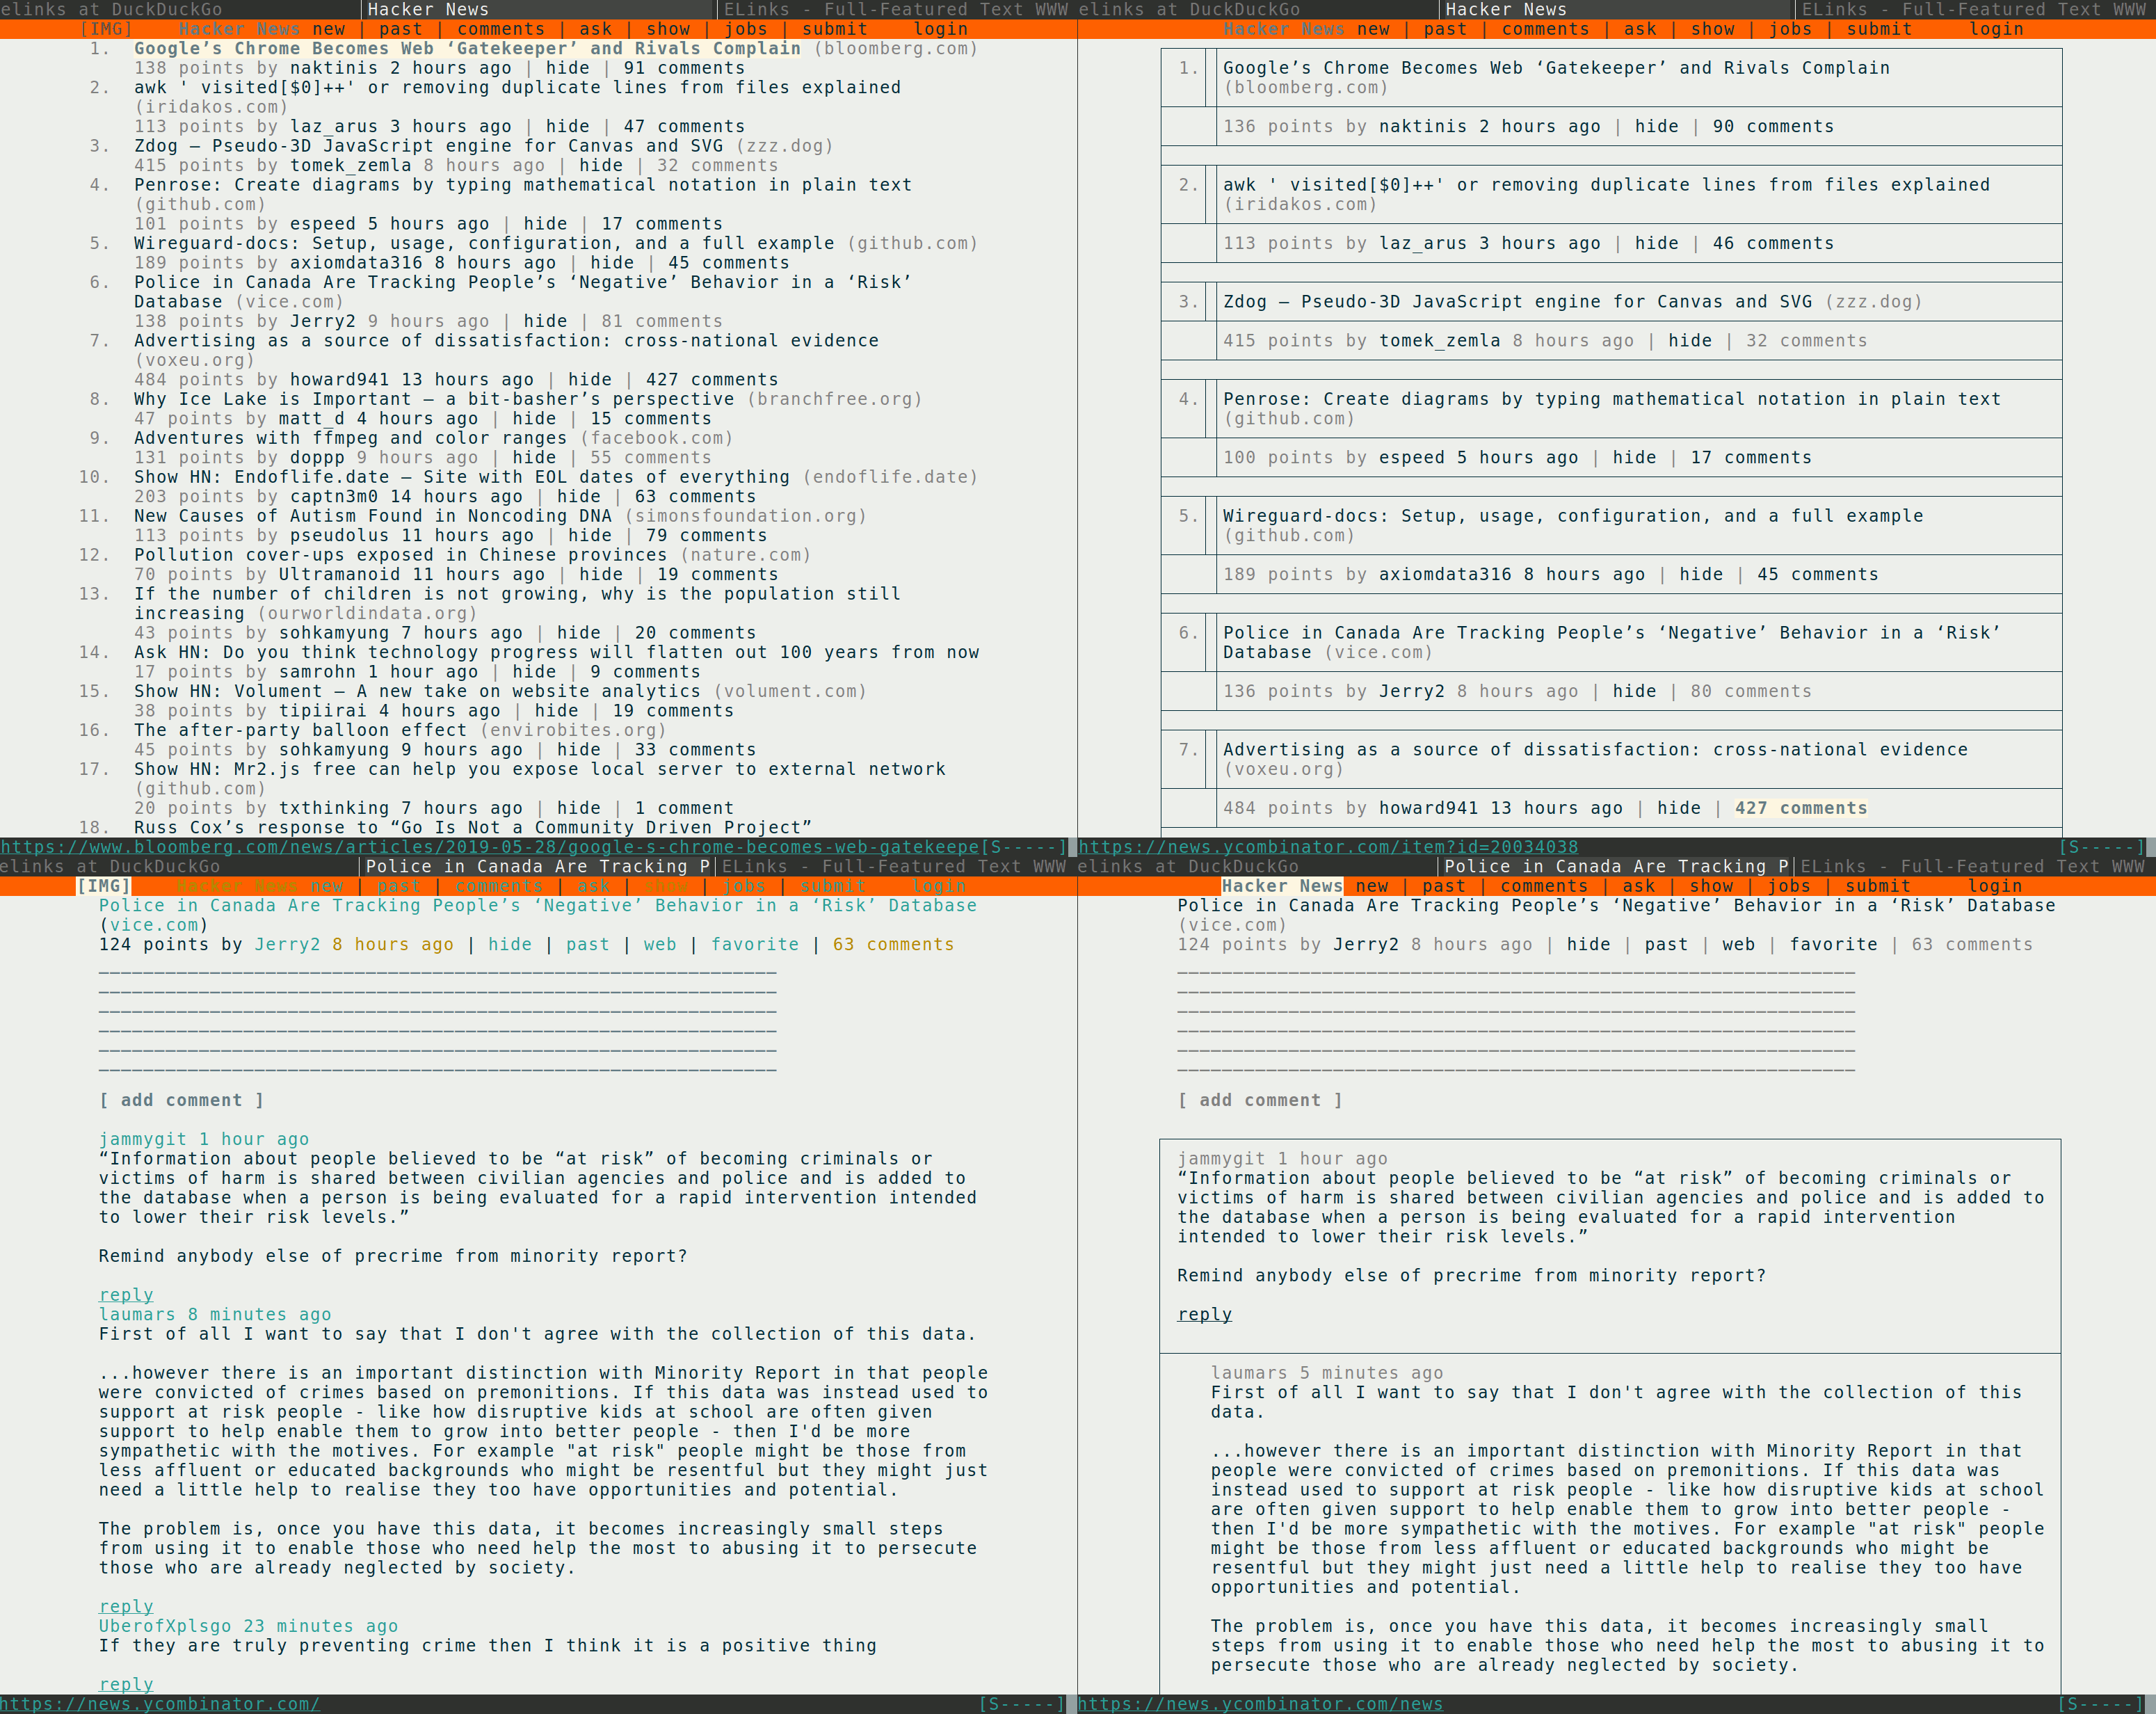 elinks at DuckDuckGo Hacker News ELinks - Full-Featured Text WWW
[IMG] Hacker News new | past | comments | ask | show | jobs | submit login
1. Google’s Chrome Becomes Web ‘Gatekeeper’ and Rivals Complain (bloomberg.com)
138 points by naktinis 2 hours ago | hide | 91 comments
2. awk ' visited[$0]++' or removing duplicate lines from files explained
(iridakos.com)
113 points by laz_arus 3 hours ago | hide | 47 comments
3. Zdog – Pseudo-3D JavaScript engine for Canvas and SVG (zzz.dog)
415 points by tomek_zemla 8 hours ago | hide | 32 comments
4. Penrose: Create diagrams by typing mathematical notation in plain text
(github.com)
101 points by espeed 5 hours ago | hide | 17 comments
5. Wireguard-docs: Setup, usage, configuration, and a full example (github.com)
189 points by axiomdata316 8 hours ago | hide | 45 comments
6. Police in Canada Are Tracking People’s ‘Negative’ Behavior in a ‘Risk’
Database (vice.com)
138 points by Jerry2 9 hours ago | hide | 81 comments
7. Advertising as a source of dissatisfaction: cross-national evidence
(voxeu.org)
484 points by howard941 13 hours ago | hide | 427 comments
8. Why Ice Lake is Important – a bit-basher’s perspective (branchfree.org)
47 points by matt_d 4 hours ago | hide | 15 comments
9. Adventures with ffmpeg and color ranges (facebook.com)
131 points by doppp 9 hours ago | hide | 55 comments
10. Show HN: Endoflife.date – Site with EOL dates of everything (endoflife.date)
203 points by captn3m0 14 hours ago | hide | 63 comments
11. New Causes of Autism Found in Noncoding DNA (simonsfoundation.org)
113 points by pseudolus 11 hours ago | hide | 79 comments
12. Pollution cover-ups exposed in Chinese provinces (nature.com)
70 points by Ultramanoid 11 hours ago | hide | 19 comments
13. If the number of children is not growing, why is the population still
increasing (ourworldindata.org)
43 points by sohkamyung 7 hours ago | hide | 20 comments
14. Ask HN: Do you think technology progress will flatten out 100 years from now
17 points by samrohn 1 hour ago | hide | 9 comments
15. Show HN: Volument – A new take on website analytics (volument.com)
38 points by tipiirai 4 hours ago | hide | 19 comments
16. The after-party balloon effect (envirobites.org)
45 points by sohkamyung 9 hours ago | hide | 33 comments
17. Show HN: Mr2.js free can help you expose local server to external network
(github.com)
20 points by txthinking 7 hours ago | hide | 1 comment
18. Russ Cox’s response to “Go Is Not a Community Driven Project”
https://www.bloomberg.com/news/articles/2019-05-28/google-s-chrome-becomes-web-gatekeepe[S-----]
elinks at DuckDuckGo Hacker News ELinks - Full-Featured Text WWW
Hacker News new | past | comments | ask | show | jobs | submit login
1. Google’s Chrome Becomes Web ‘Gatekeeper’ and Rivals Complain
(bloomberg.com)
136 points by naktinis 2 hours ago | hide | 90 comments
2. awk ' visited[$0]++' or removing duplicate lines from files explained
(iridakos.com)
113 points by laz_arus 3 hours ago | hide | 46 comments
3. Zdog – Pseudo-3D JavaScript engine for Canvas and SVG (zzz.dog)
415 points by tomek_zemla 8 hours ago | hide | 32 comments
4. Penrose: Create diagrams by typing mathematical notation in plain text
(github.com)
100 points by espeed 5 hours ago | hide | 17 comments
5. Wireguard-docs: Setup, usage, configuration, and a full example
(github.com)
189 points by axiomdata316 8 hours ago | hide | 45 comments
6. Police in Canada Are Tracking People’s ‘Negative’ Behavior in a ‘Risk’
Database (vice.com)
136 points by Jerry2 8 hours ago | hide | 80 comments
7. Advertising as a source of dissatisfaction: cross-national evidence
(voxeu.org)
484 points by howard941 13 hours ago | hide | 427 comments
https://news.ycombinator.com/item?id=20034038 [S-----]
elinks at DuckDuckGo Police in Canada Are Tracking P ELinks - Full-Featured Text WWW
[IMG] Hacker News new | past | comments | ask | show | jobs | submit login
Police in Canada Are Tracking People’s ‘Negative’ Behavior in a ‘Risk’ Database
(vice.com)
124 points by Jerry2 8 hours ago | hide | past | web | favorite | 63 comments
[ add comment ]
jammygit 1 hour ago
“Information about people believed to be “at risk” of becoming criminals or
victims of harm is shared between civilian agencies and police and is added to
the database when a person is being evaluated for a rapid intervention intended
to lower their risk levels.”
Remind anybody else of precrime from minority report?
reply
laumars 8 minutes ago
First of all I want to say that I don't agree with the collection of this data.
...however there is an important distinction with Minority Report in that people
were convicted of crimes based on premonitions. If this data was instead used to
support at risk people - like how disruptive kids at school are often given
support to help enable them to grow into better people - then I'd be more
sympathetic with the motives. For example "at risk" people might be those from
less affluent or educated backgrounds who might be resentful but they might just
need a little help to realise they too have opportunities and potential.
The problem is, once you have this data, it becomes increasingly small steps
from using it to enable those who need help the most to abusing it to persecute
those who are already neglected by society.
reply
UberofXplsgo 23 minutes ago
If they are truly preventing crime then I think it is a positive thing
reply
https://news.ycombinator.com/ [S-----]
elinks at DuckDuckGo Police in Canada Are Tracking P ELinks - Full-Featured Text WWW
Hacker News new | past | comments | ask | show | jobs | submit login
Police in Canada Are Tracking People’s ‘Negative’ Behavior in a ‘Risk’ Database
(vice.com)
124 points by Jerry2 8 hours ago | hide | past | web | favorite | 63 comments
[ add comment ]
jammygit 1 hour ago
“Information about people believed to be “at risk” of becoming criminals or
victims of harm is shared between civilian agencies and police and is added to
the database when a person is being evaluated for a rapid intervention
intended to lower their risk levels.”
Remind anybody else of precrime from minority report?
reply
laumars 5 minutes ago
First of all I want to say that I don't agree with the collection of this
data.
...however there is an important distinction with Minority Report in that
people were convicted of crimes based on premonitions. If this data was
instead used to support at risk people - like how disruptive kids at school
are often given support to help enable them to grow into better people -
then I'd be more sympathetic with the motives. For example "at risk" people
might be those from less affluent or educated backgrounds who might be
resentful but they might just need a little help to realise they too have
opportunities and potential.
The problem is, once you have this data, it becomes increasingly small
steps from using it to enable those who need help the most to abusing it to
persecute those who are already neglected by society.
https://news.ycombinator.com/news [S-----]